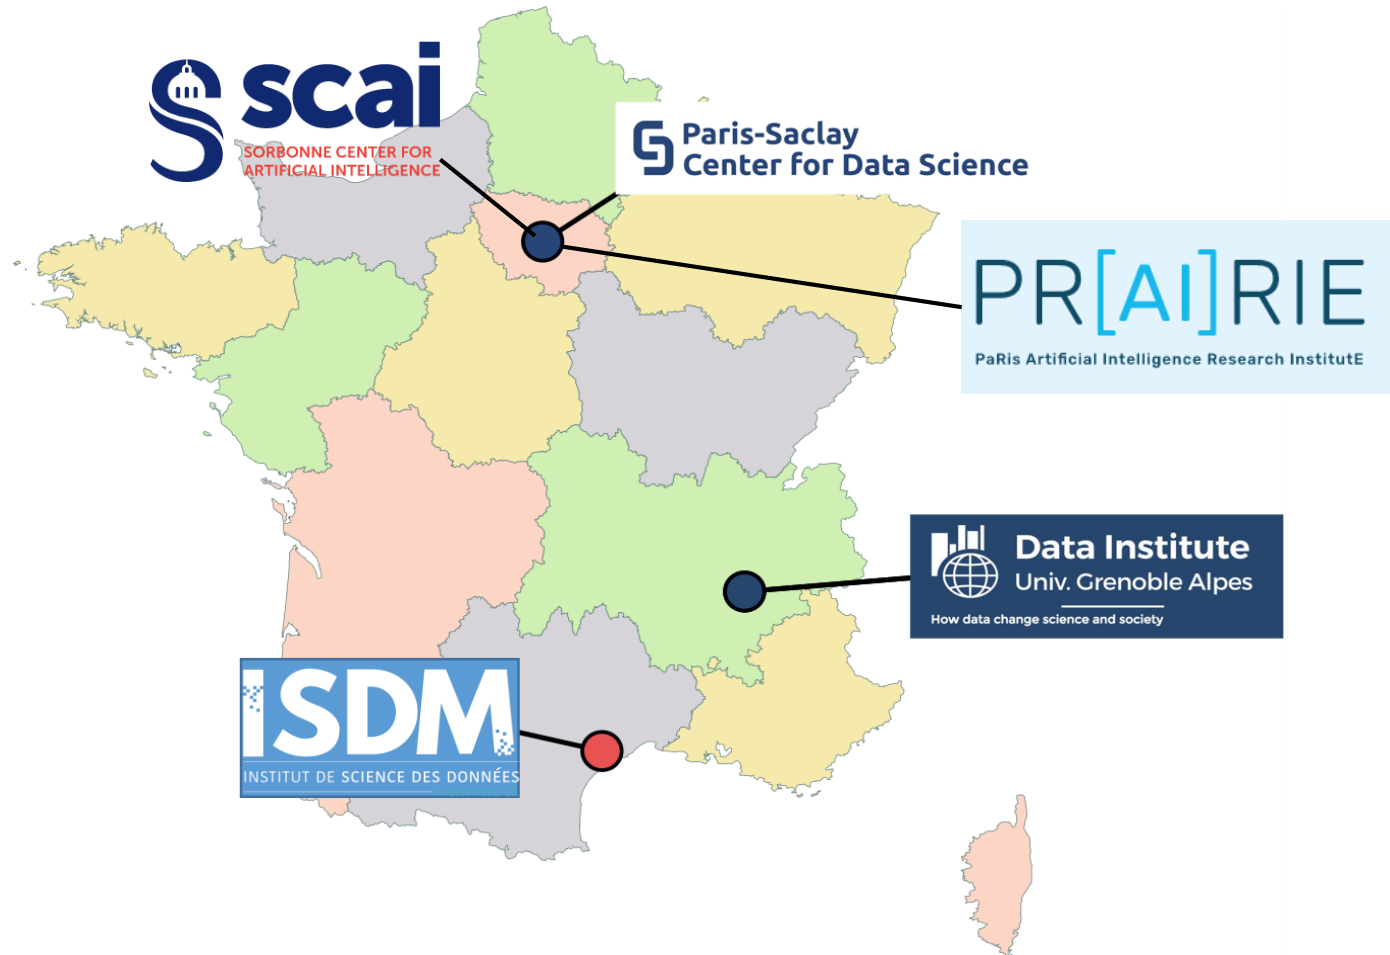 scai
SORBONNE CENTER FOR
ARTIFICIAL INTELLIGENCE
Paris-Saclay
Center for Data Science
PR[AI]RIE
PaRis Artificial Intelligence Research InstitutE
Data Institute
Univ. Grenoble Alpes
How data change science and society
ISDM
INSTITUT DE SCIENCE DES DONNÉES